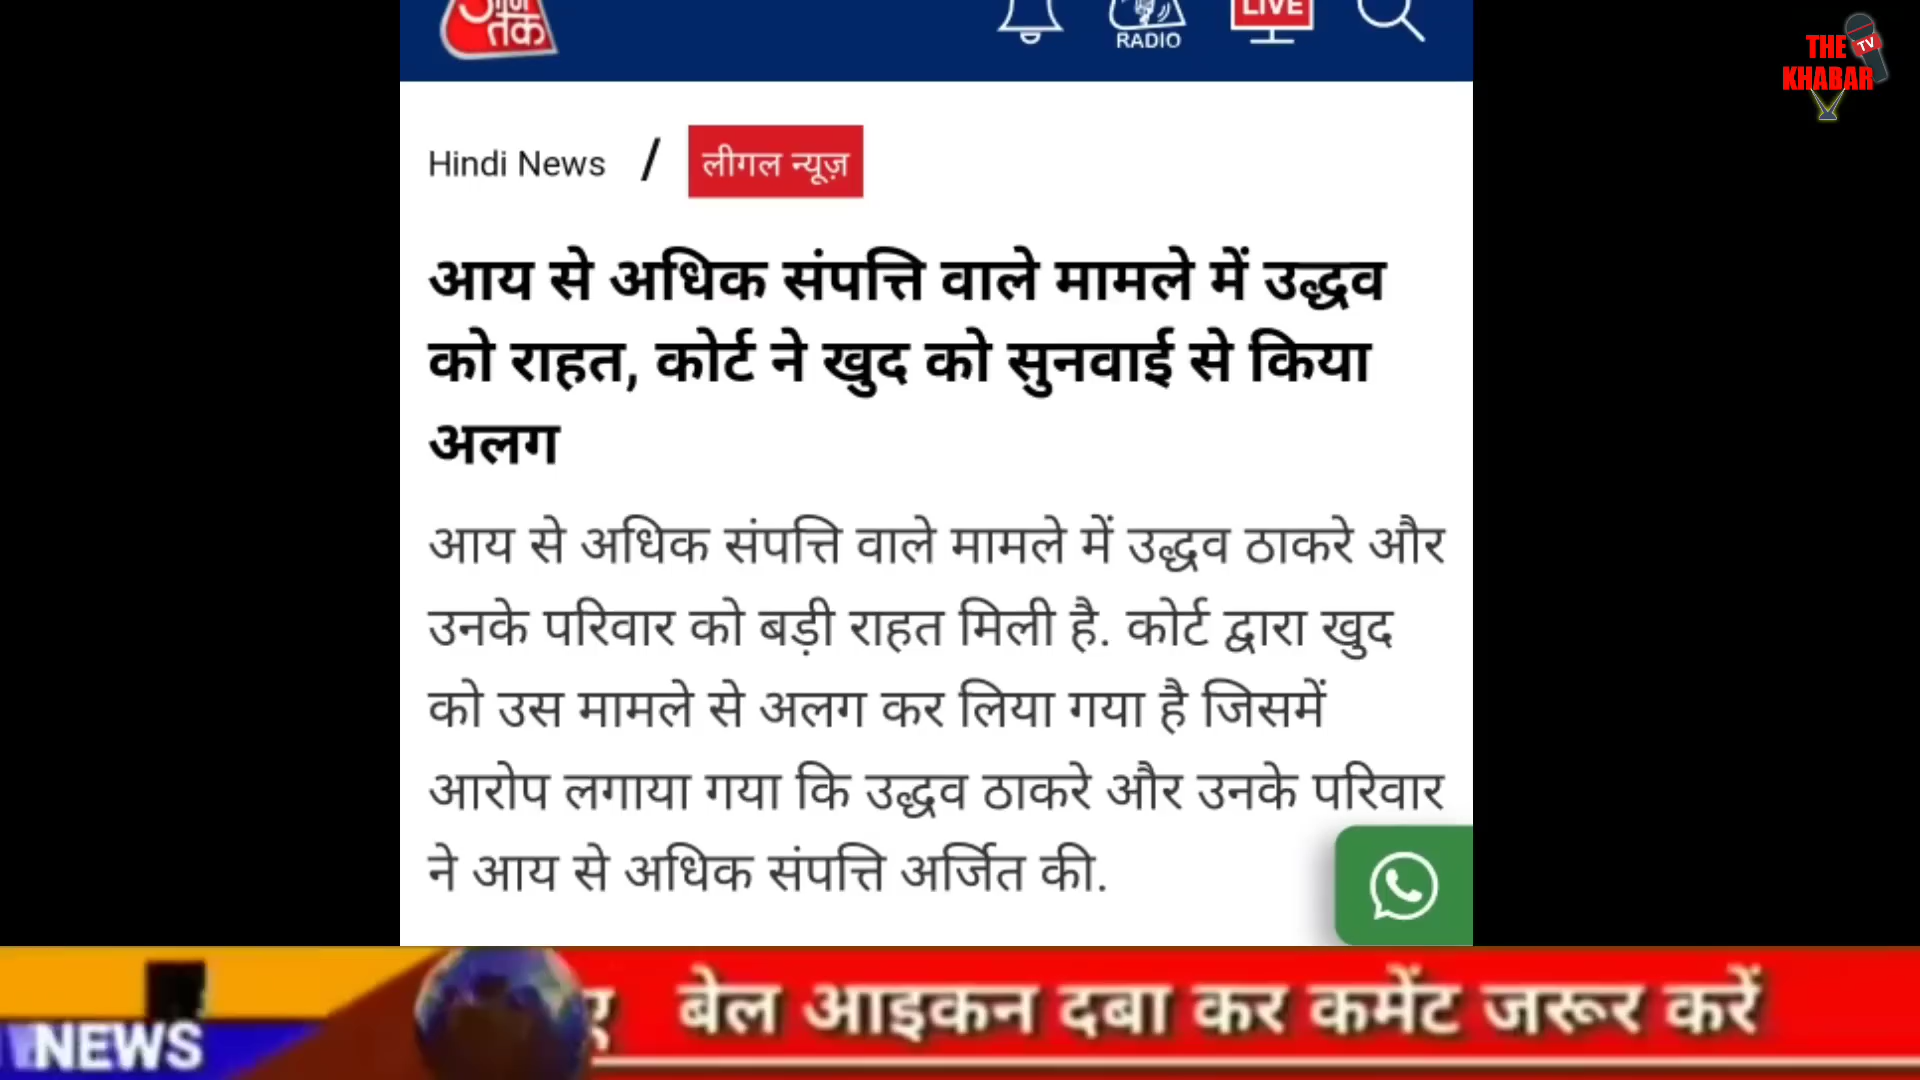 तक
RADIO
LIVE
THE
TV
KHABAR
Hindi News / लीगल न्यूज़
आय से अधिक संपत्ति वाले मामले में उद्धव
को राहत, कोर्ट ने खुद को सुनवाई से किया
अलग
आय से अधिक संपत्ति वाले मामले में उद्धव ठाकरे और
उनके परिवार को बड़ी राहत मिली है. कोर्ट द्वारा खुद
को उस मामले से अलग कर लिया गया है जिसमें
आरोप लगाया गया कि उद्धव ठाकरे और उनके परिवार
ने आय से अधिक संपत्ति अर्जित की.
बेल आइकन दबा कर कमेंट जरूर करें
NEWS